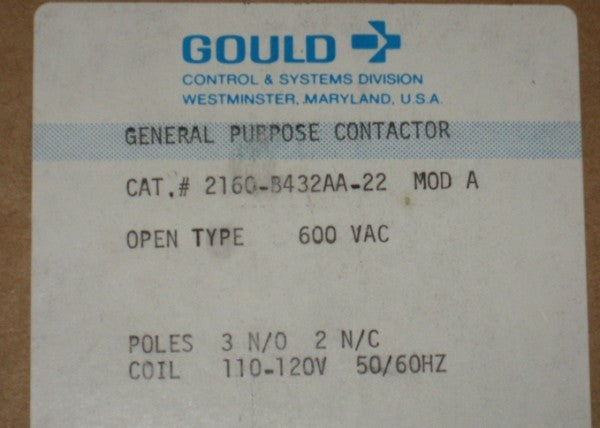 GOULD
CONTROL & SYSTEMS DIVISION
WESTMINSTER, MARYLAND, U.S.A.
GENERAL PURPOSE CONTACTOR
CAT.# 2160-B432AA-22 MOD A
OPEN TYPE 600 VAC
POLES 3 N/O 2 N/C
COIL 110-120V 50/60HZ